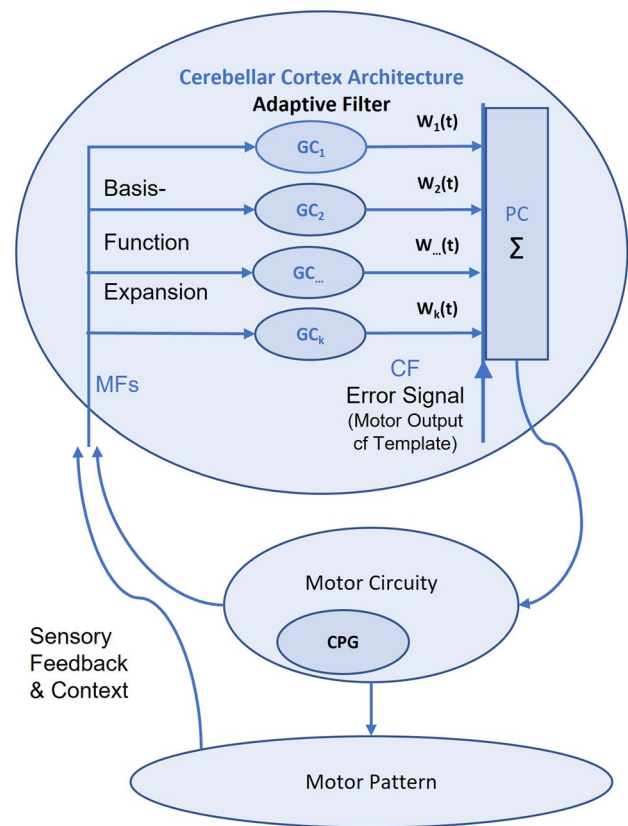 Cerebellar Cortex Architecture
Adaptive Filter
GC₁
W₁(t)
Basis-
GC₂
W₂(t)
PC
Σ
Function
GC...
W...(t)
Expansion
GCₖ
Wₖ(t)
MFs
CF
Error Signal
(Motor Output
cf Template)
Motor Circuity
CPG
Sensory
Feedback
& Context
Motor Pattern